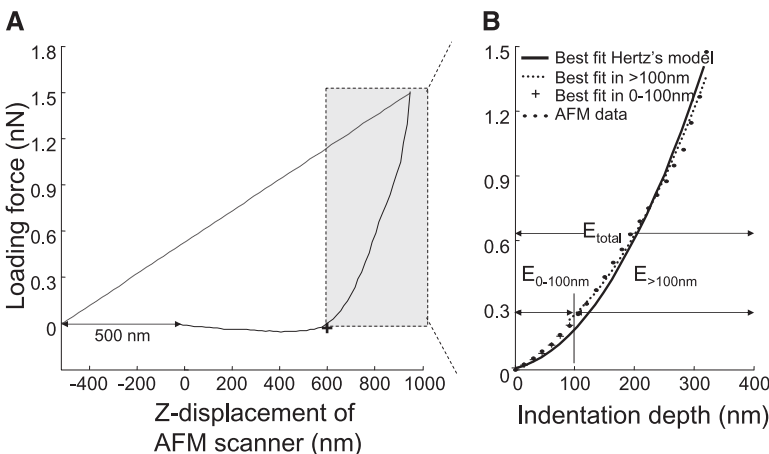 A
1.8
1.5
1.2
0.9
0.6
0.3
0
Loading force (nN)
500 nm
-400
-200
0
200
400
600
800
1000
Z-displacement of
AFM scanner (nm)
B
1.5
1.2
0.9
0.6
0.3
0
Best fit Hertz's model
Best fit in >100nm
Best fit in 0-100nm
AFM data
Etotal
E0-100nm
E>100nm
0
100
200
300
400
Indentation depth (nm)